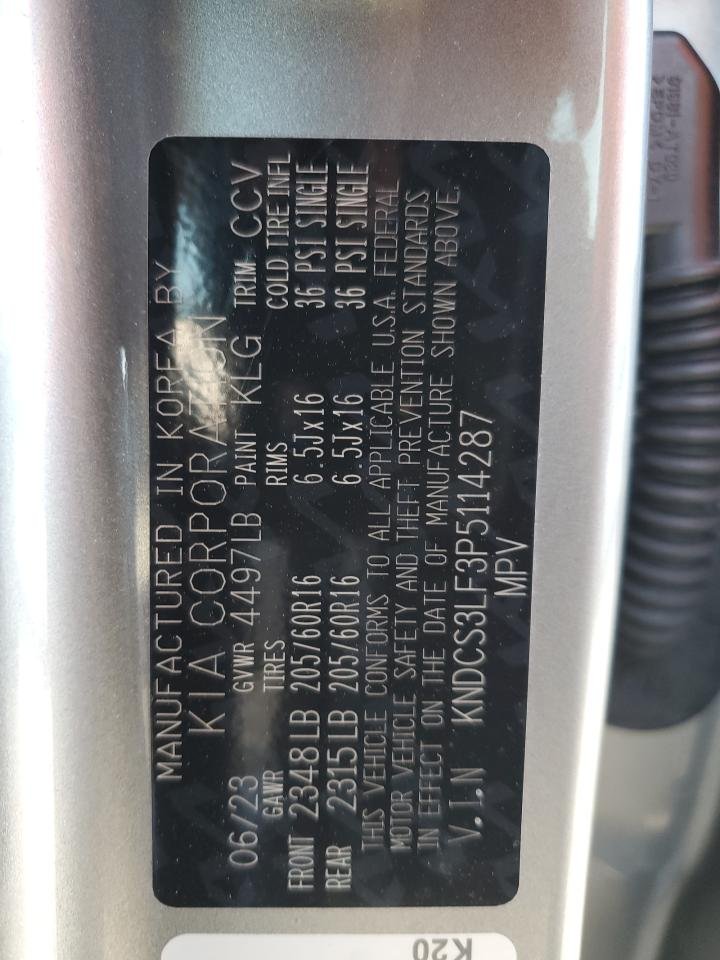 MANUFACTURED IN KOREA BY
KIA CORPORATION
06/23 GVWR 4497LB PAINT KLG TRIM CCV
GAWR TIRES RIMS COLD TIRE INFL
FRONT 2348LB 205/60R16 6.5Jx16 36 PSI SINGLE
REAR 2315LB 205/60R16 6.5Jx16 36 PSI SINGLE
THIS VEHICLE CONFORMS TO ALL APPLICABLE U.S.A. FEDERAL
MOTOR VEHICLE SAFETY AND THEFT PREVENTION STANDARDS
IN EFFECT ON THE DATE OF MANUFACTURE SHOWN ABOVE.
V.I.N KNDCS3LF3P5114287
MPV
K20